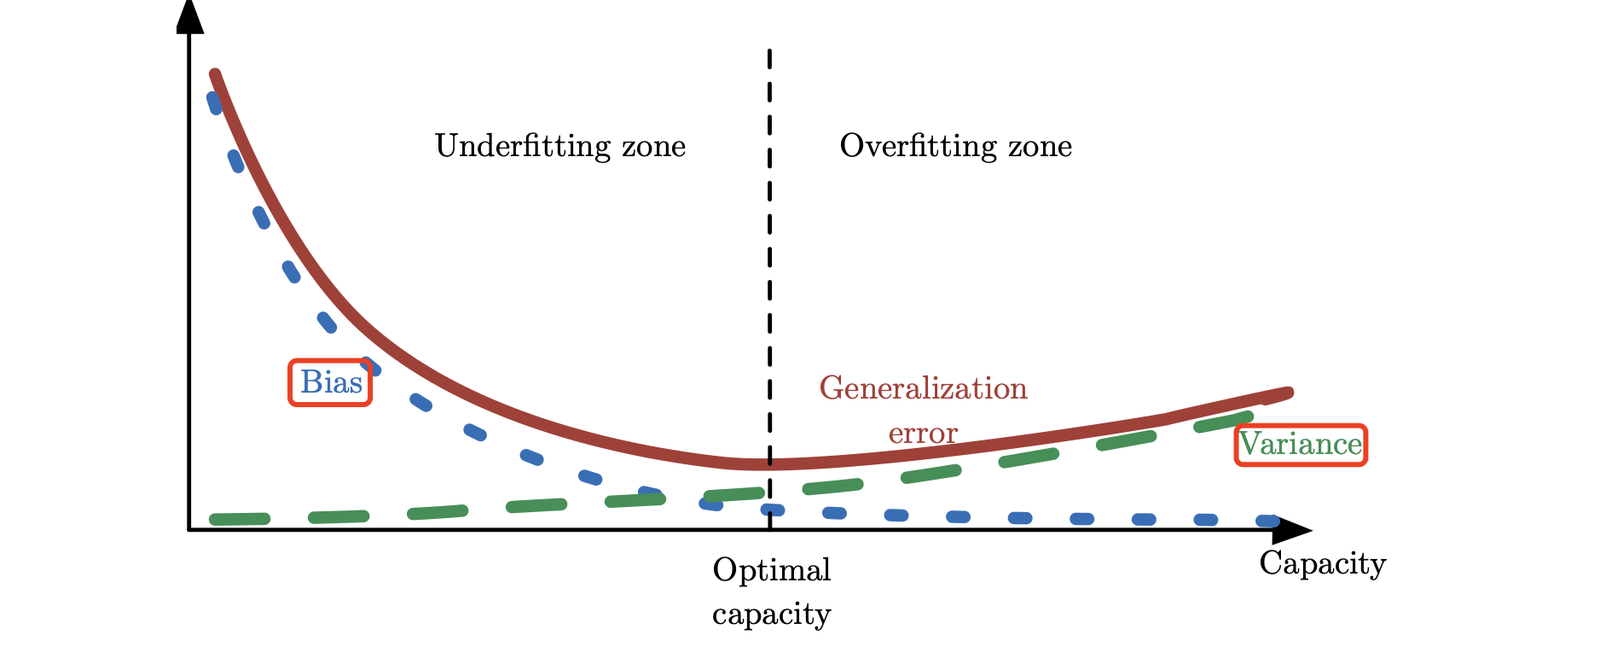 Underfitting zone
Overfitting zone
Bias
Generalization
error
Variance
Optimal
capacity
Capacity